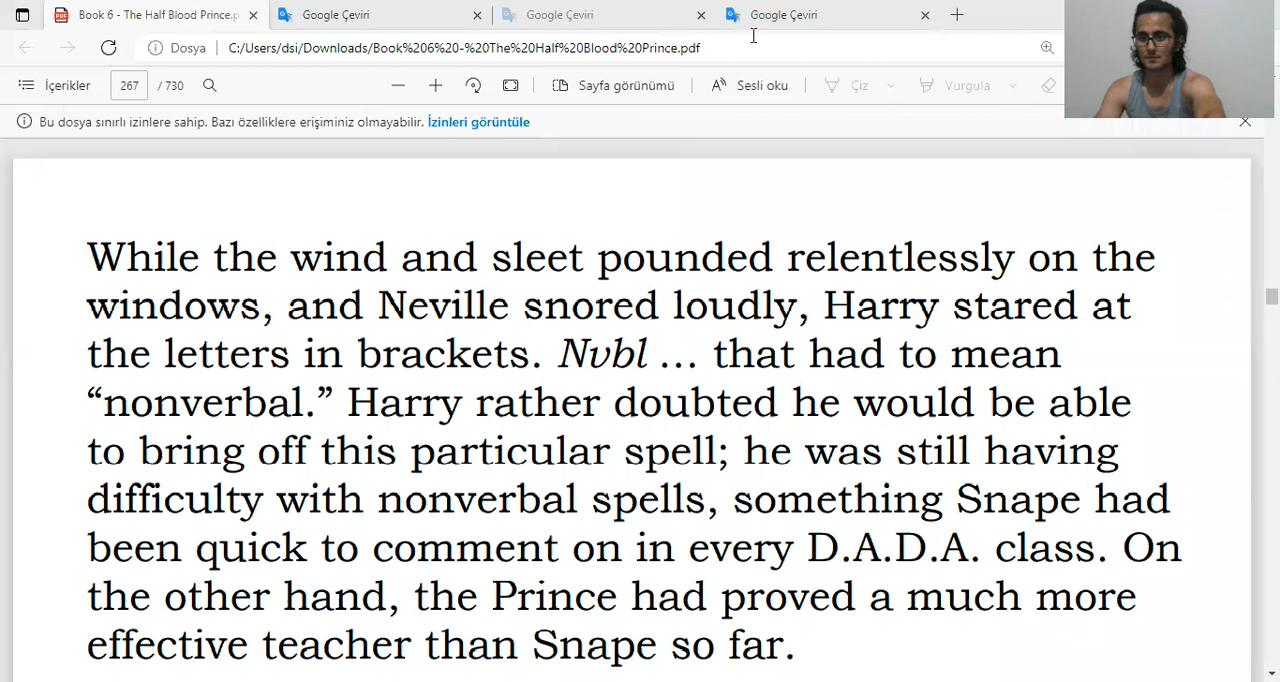 Book 6 - The Half Blood Prince.p
Google Çeviri
Google Çeviri
Google Çeviri
Dosya
C:/Users/dsi/Downloads/Book%206%20-%20The%20Half%20Blood%20Prince.pdf
İçerikler
267
/ 730
Sayfa görünümü
Sesli oku
Çiz
Vurgula
Bu dosya sınırlı izinlere sahip. Bazı özelliklere erişiminiz olmayabilir. İzinleri görüntüle
While the wind and sleet pounded relentlessly on the
windows, and Neville snored loudly, Harry stared at
the letters in brackets. Nvbl … that had to mean
“nonverbal.” Harry rather doubted he would be able
to bring off this particular spell; he was still having
difficulty with nonverbal spells, something Snape had
been quick to comment on in every D.A.D.A. class. On
the other hand, the Prince had proved a much more
effective teacher than Snape so far.